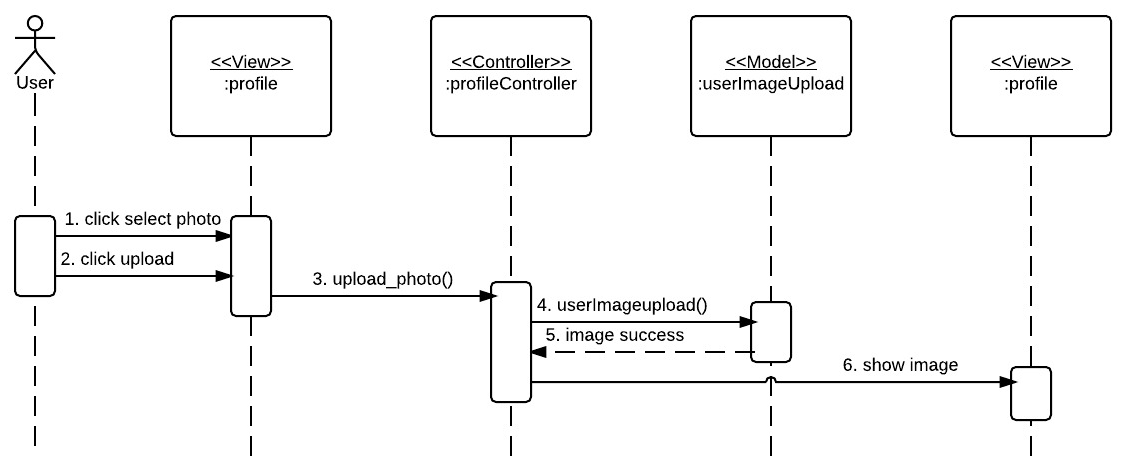 User
<<View>>
:profile
<<Controller>>
:profileController
<<Model>>
:userImageUpload
<<View>>
:profile
1. click select photo
2. click upload
3. upload_photo()
4. userImageupload()
5. image success
6. show image